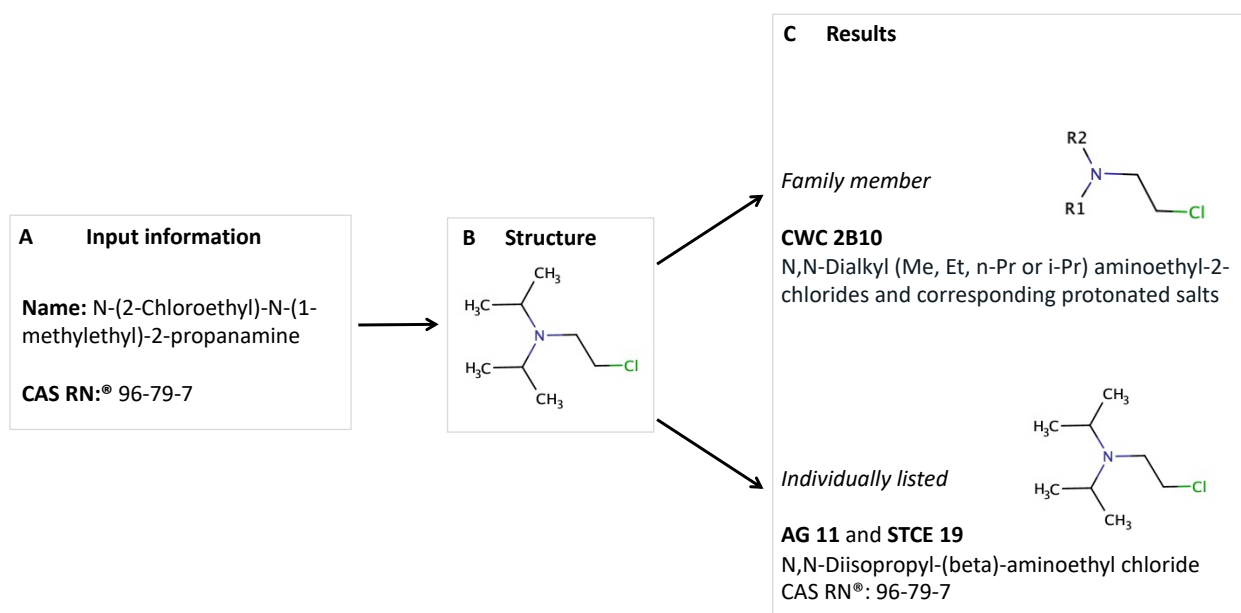 A Input information
Name: N-(2-Chloroethyl)-N-(1-
methylethyl)-2-propanamine
CAS RN:® 96-79-7
B Structure
CH₃
H₃C
N
Cl
H₃C
CH₃
C Results
R2
N
R1
Cl
Family member
CWC 2B10
N,N-Dialkyl (Me, Et, n-Pr or i-Pr) aminoethyl-2-
chlorides and corresponding protonated salts
CH₃
H₃C
N
Cl
H₃C
CH₃
Individually listed
AG 11 and STCE 19
N,N-Diisopropyl-(beta)-aminoethyl chloride
CAS RN®: 96-79-7